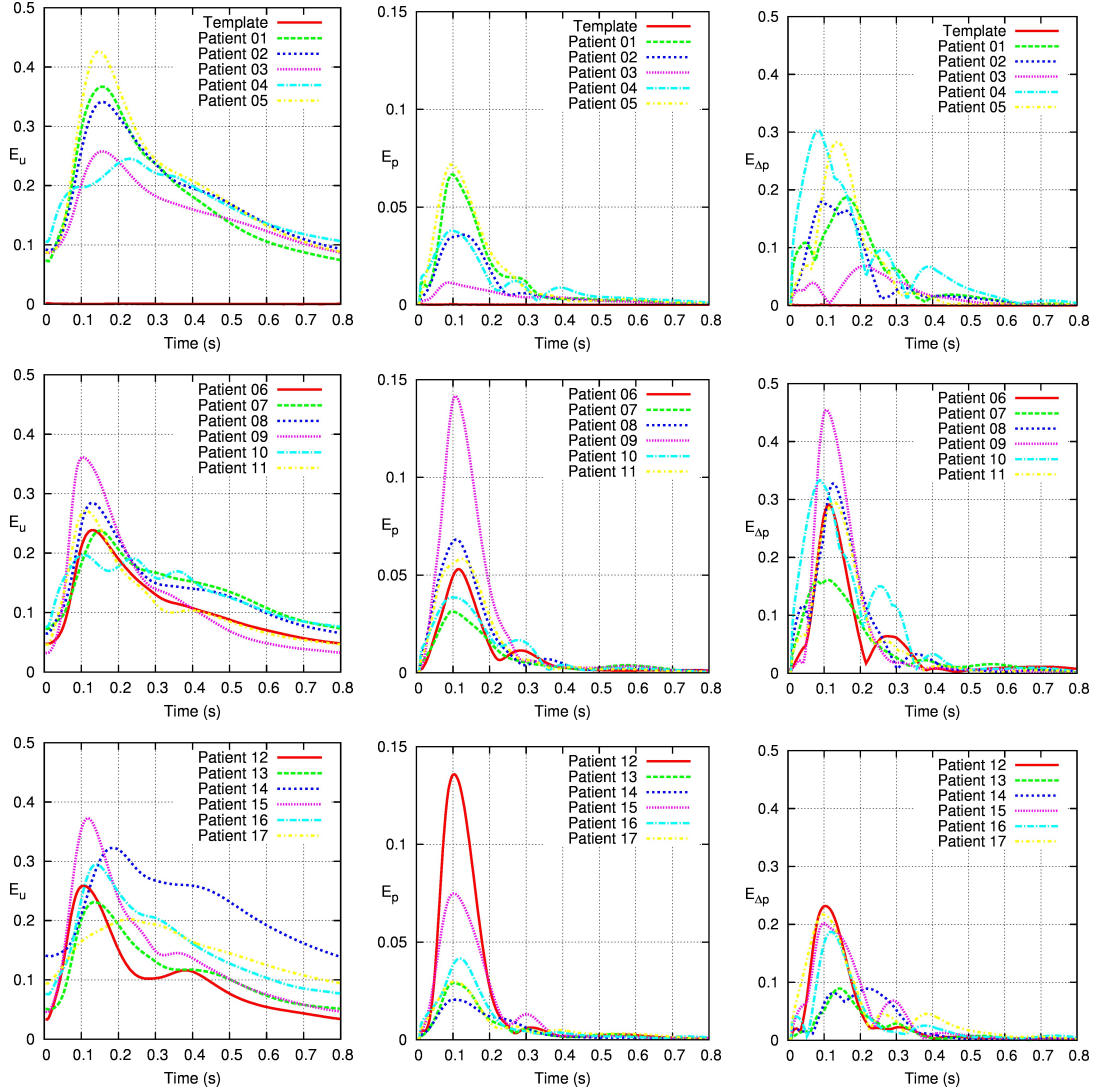 0.5
0.4
0.3
0.2
0.1
0
E_u
Template
Patient 01
Patient 02
Patient 03
Patient 04
Patient 05
0 0.1 0.2 0.3 0.4 0.5 0.6 0.7 0.8
Time (s)
0.15
0.1
0.05
0
E_p
Template
Patient 01
Patient 02
Patient 03
Patient 04
Patient 05
0 0.1 0.2 0.3 0.4 0.5 0.6 0.7 0.8
Time (s)
0.5
0.4
0.3
0.2
0.1
0
E_Δp
Template
Patient 01
Patient 02
Patient 03
Patient 04
Patient 05
0 0.1 0.2 0.3 0.4 0.5 0.6 0.7 0.8
Time (s)
0.5
0.4
0.3
0.2
0.1
0
E_u
Patient 06
Patient 07
Patient 08
Patient 09
Patient 10
Patient 11
0 0.1 0.2 0.3 0.4 0.5 0.6 0.7 0.8
Time (s)
0.15
0.1
0.05
0
E_p
Patient 06
Patient 07
Patient 08
Patient 09
Patient 10
Patient 11
0 0.1 0.2 0.3 0.4 0.5 0.6 0.7 0.8
Time (s)
0.5
0.4
0.3
0.2
0.1
0
E_Δp
Patient 06
Patient 07
Patient 08
Patient 09
Patient 10
Patient 11
0 0.1 0.2 0.3 0.4 0.5 0.6 0.7 0.8
Time (s)
0.5
0.4
0.3
0.2
0.1
0
E_u
Patient 12
Patient 13
Patient 14
Patient 15
Patient 16
Patient 17
0 0.1 0.2 0.3 0.4 0.5 0.6 0.7 0.8
Time (s)
0.15
0.1
0.05
0
E_p
Patient 12
Patient 13
Patient 14
Patient 15
Patient 16
Patient 17
0 0.1 0.2 0.3 0.4 0.5 0.6 0.7 0.8
Time (s)
0.5
0.4
0.3
0.2
0.1
0
E_Δp
Patient 12
Patient 13
Patient 14
Patient 15
Patient 16
Patient 17
0 0.1 0.2 0.3 0.4 0.5 0.6 0.7 0.8
Time (s)